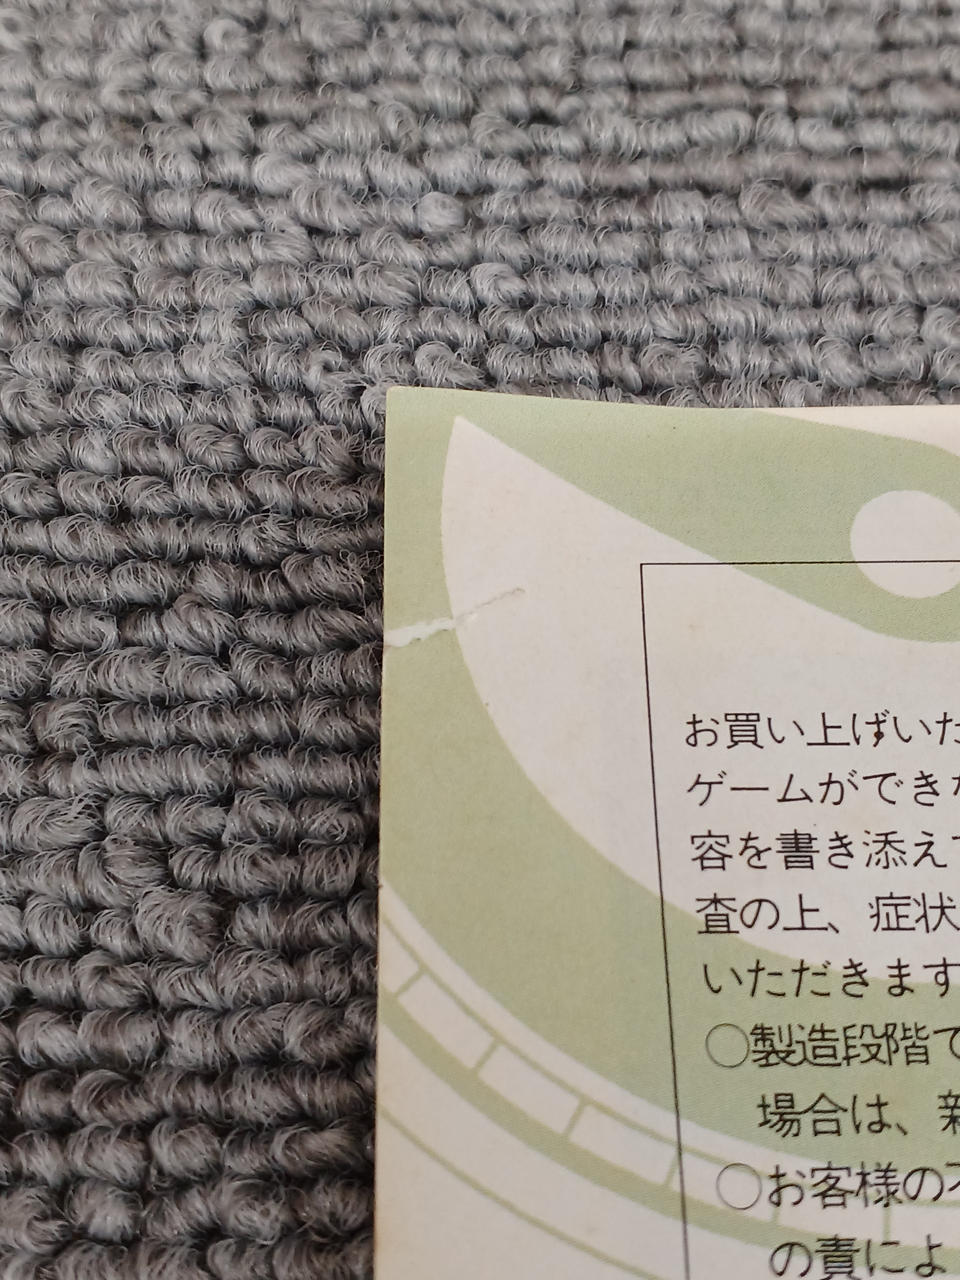 お買い上げいた
ゲームができな
容を書き添えて
査の上、症状
いただきます
○製造段階で
場合は、新
○お客様の不
の責によ